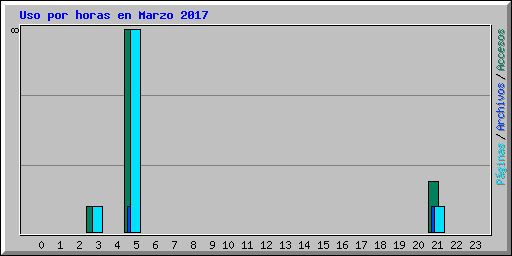 Uso por horas en Marzo 2017
8
Páginas/Archivos/Accesos
0 1 2 3 4 5 6 7 8 9 10 11 12 13 14 15 16 17 18 19 20 21 22 23